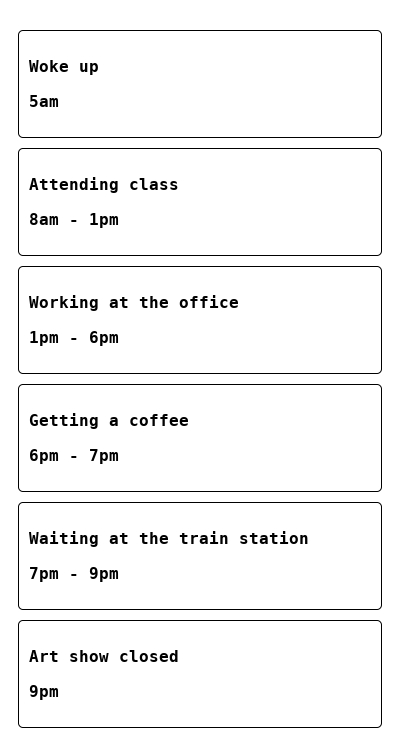 Woke up
5am
Attending class
8am - 1pm
Working at the office
1pm - 6pm
Getting a coffee
6pm - 7pm
Waiting at the train station
7pm - 9pm
Art show closed
9pm